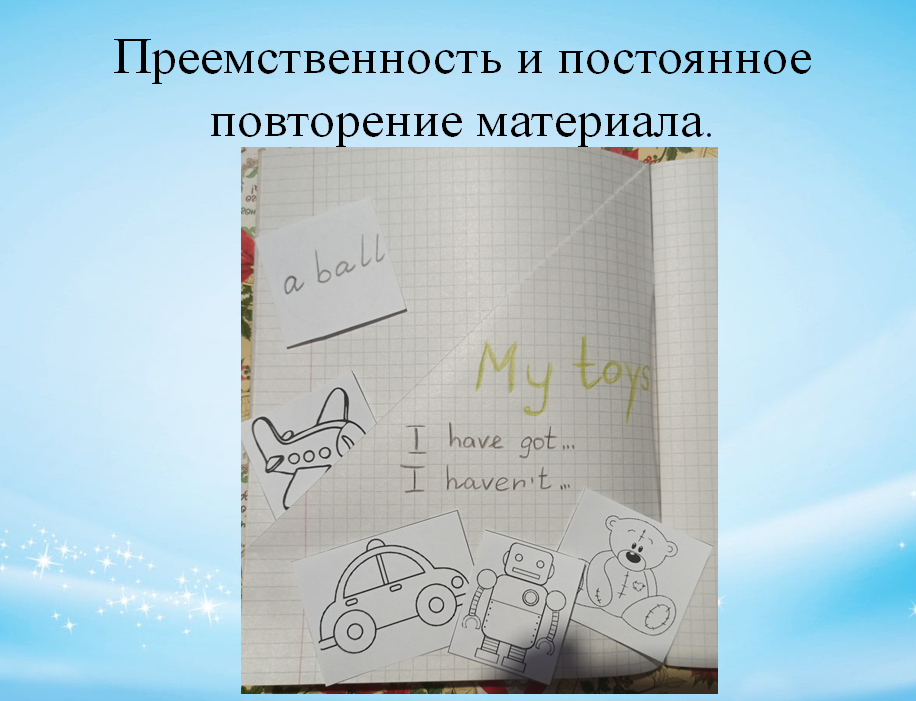 Преемственность и постоянное
повторение материала.
a ball
My toys
I have got...
I haven't...